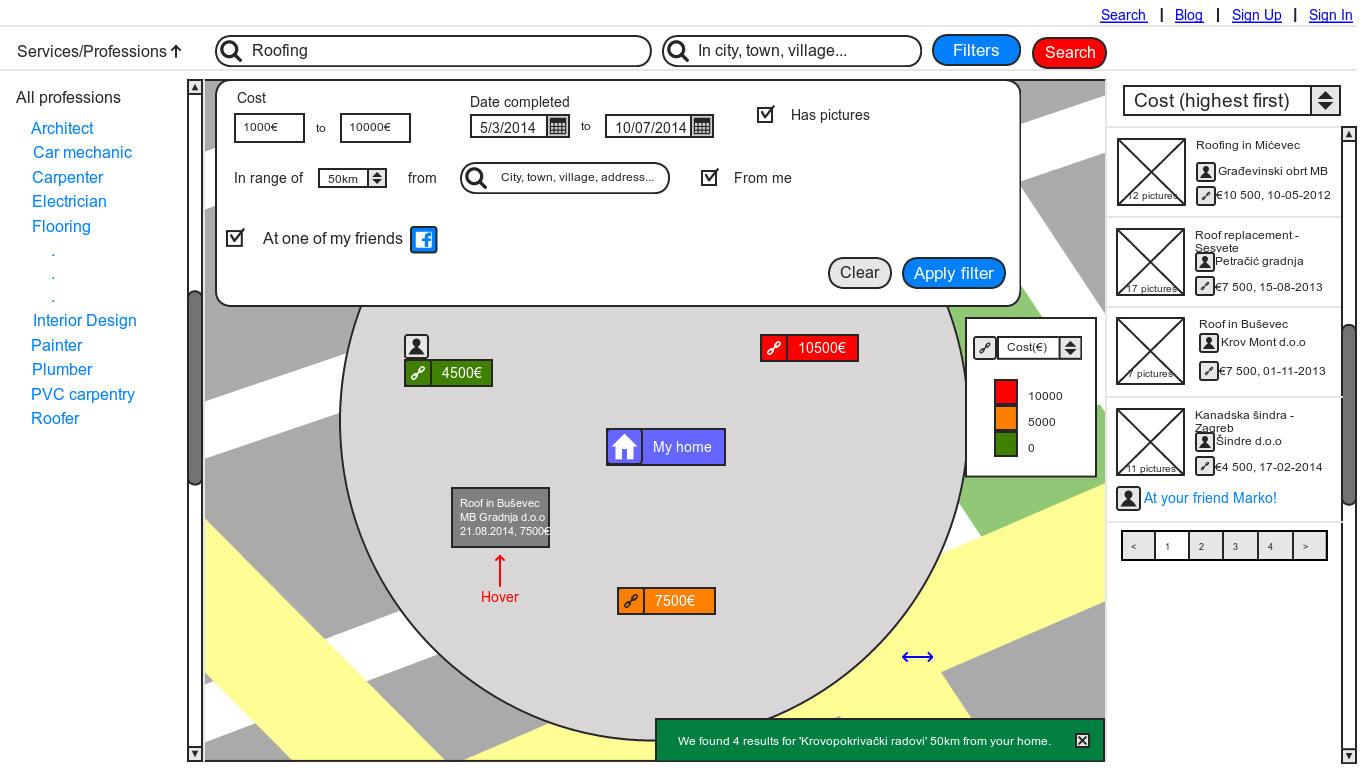 Search | Blog | Sign Up | Sign In
Services/Professions
Roofing
In city, town, village...
Filters
Search
All professions
Architect
Car mechanic
Carpenter
Electrician
Flooring
.
.
.
Interior Design
Painter
Plumber
PVC carpentry
Roofer
Cost
1000€ to 10000€
Date completed
5/3/2014 to 10/07/2014
Has pictures
In range of 50km from City, town, village, address...
From me
At one of my friends
Clear
Apply filter
4500€
10500€
My home
Roof in Buševec
MB Gradnja d.o.o
21.08.2014, 7500€
Hover
7500€
Cost(€)
10000
5000
0
We found 4 results for 'Krovopokrivački radovi' 50km from your home.
Cost (highest first)
12 pictures
Roofing in Mićevec
Građevinski obrt MB
€10 500, 10-05-2012
17 pictures
Roof replacement -
Sesvete
Petračić gradnja
€7 500, 15-08-2013
7 pictures
Roof in Buševec
Krov Mont d.o.o
€7 500, 01-11-2013
11 pictures
Kanadska šindra -
Zagreb
Šindre d.o.o
€4 500, 17-02-2014
At your friend Marko!
< 1 2 3 4 >